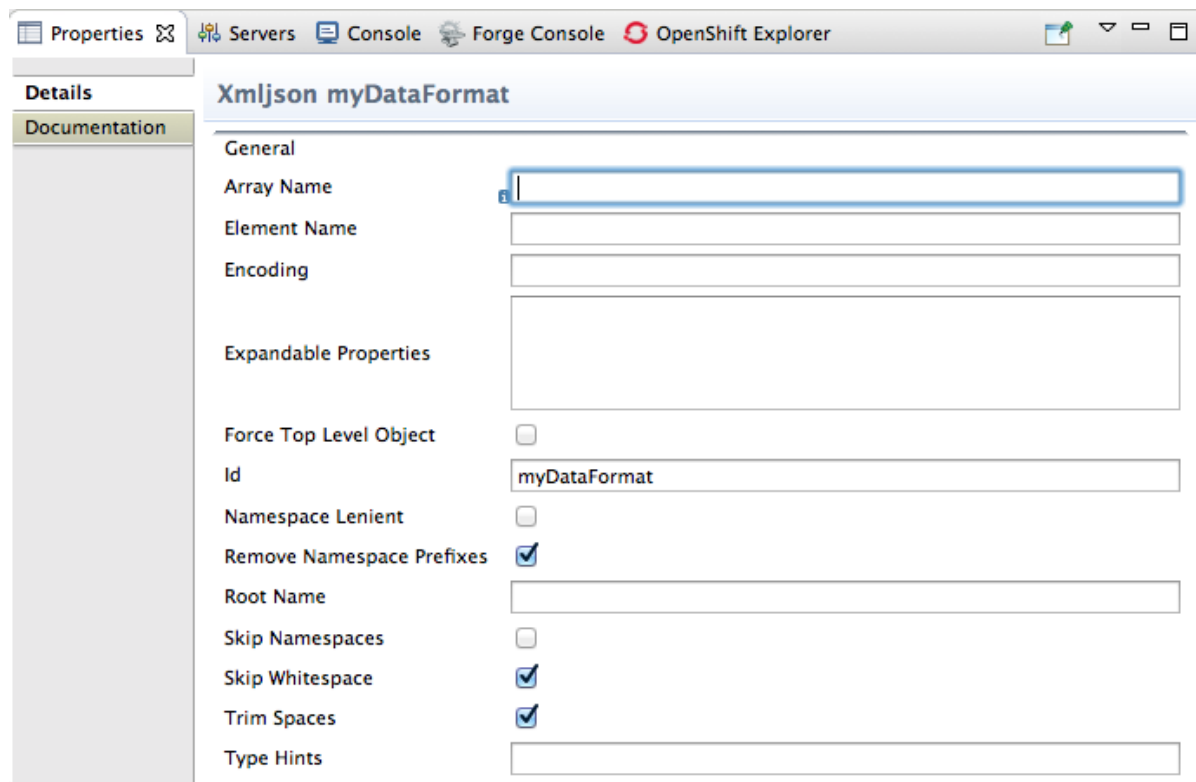 Properties Servers Console Forge Console OpenShift Explorer
Details
Documentation
Xmljson myDataFormat
General
Array Name
Element Name
Encoding
Expandable Properties
Force Top Level Object
Id myDataFormat
Namespace Lenient
Remove Namespace Prefixes
Root Name
Skip Namespaces
Skip Whitespace
Trim Spaces
Type Hints